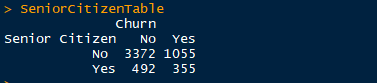 > SeniorCitizenTable
Churn
Senior Citizen No Yes
No 3372 1055
Yes 492 355